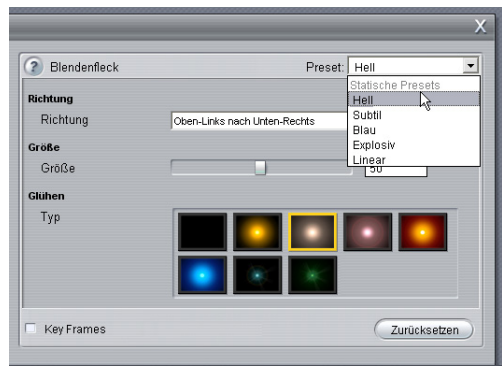 X
? Blendenfleck Preset: Hell
Statische Presets
Hell
Subtil
Blau
Explosiv
Linear
Richtung
Richtung Oben-Links nach Unten-Rechts
Größe
Größe 50
Glühen
Typ
Key Frames Zurücksetzen